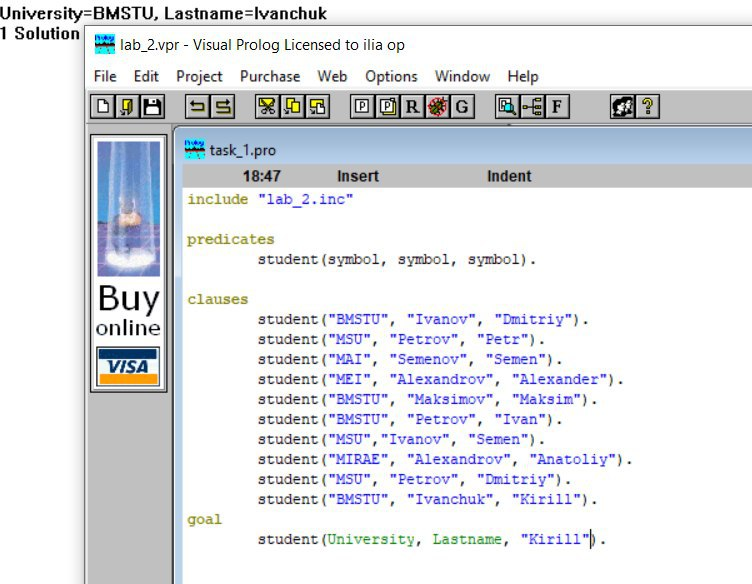 University=BMSTU, Lastname=Ivanchuk
1 Solution
lab_2.vpr - Visual Prolog Licensed to ilia op
File Edit Project Purchase Web Options Window Help
P P R G F ?
task_1.pro
18:47 Insert Indent
include "lab_2.inc"
predicates
student(symbol, symbol, symbol).
clauses
student("BMSTU", "Ivanov", "Dmitriy").
student("MSU", "Petrov", "Petr").
student("MAI", "Semenov", "Semen").
student("MEI", "Alexandrov", "Alexander").
student("BMSTU", "Maksimov", "Maksim").
student("BMSTU", "Petrov", "Ivan").
student("MSU","Ivanov", "Semen").
student("MIRAE", "Alexandrov", "Anatoliy").
student("MSU", "Petrov", "Dmitriy").
student("BMSTU", "Ivanchuk", "Kirill").
goal
student(University, Lastname, "Kirill").
Buy
online
VISA